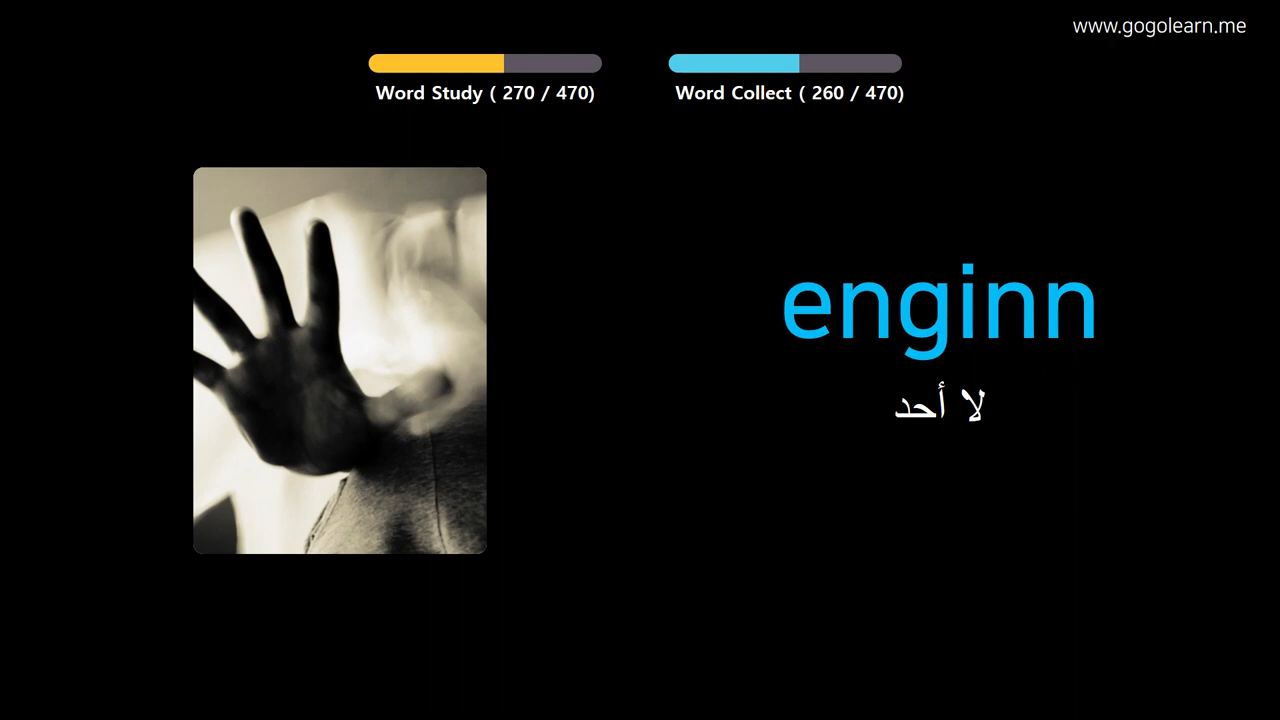 www.gogolearn.me
Word Study ( 270 / 470)
Word Collect ( 260 / 470)
enginn
لا أحد